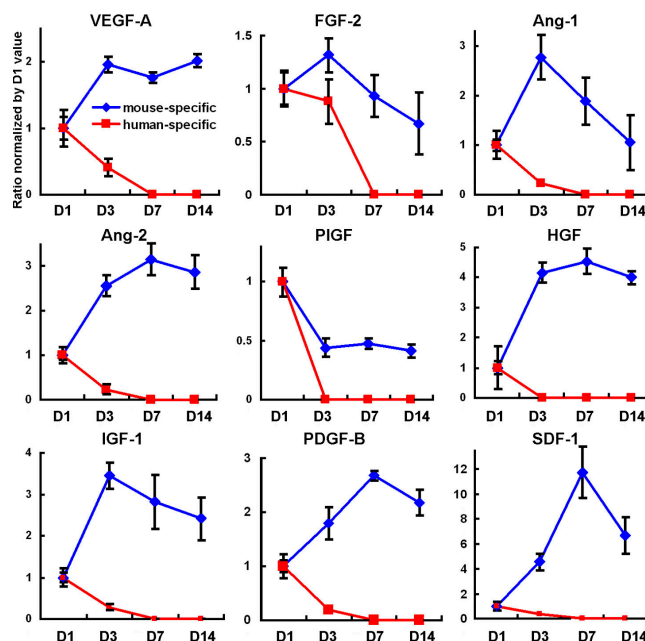 VEGF-A FGF-2 Ang-1
Ratio normalized by D1 value
2
1
0
mouse-specific
human-specific
D1 D3 D7 D14
1.5
1
0.5
0
D1 D3 D7 D14
3
2
1
0
D1 D3 D7 D14
Ang-2 PlGF HGF
3
2
1
0
D1 D3 D7 D14
1
0.5
0
D1 D3 D7 D14
5
4
3
2
1
0
D1 D3 D7 D14
IGF-1 PDGF-B SDF-1
4
3
2
1
0
D1 D3 D7 D14
3
2
1
0
D1 D3 D7 D14
12
10
8
6
4
2
0
D1 D3 D7 D14